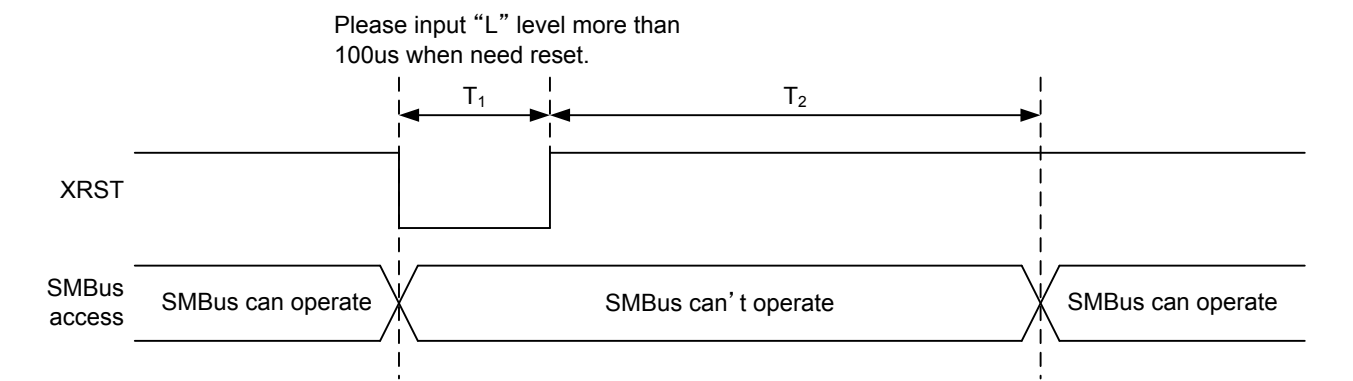 Please input “L” level more than
100us when need reset.
T₁
T₂
XRST
SMBus
access
SMBus can operate
SMBus can’t operate
SMBus can operate